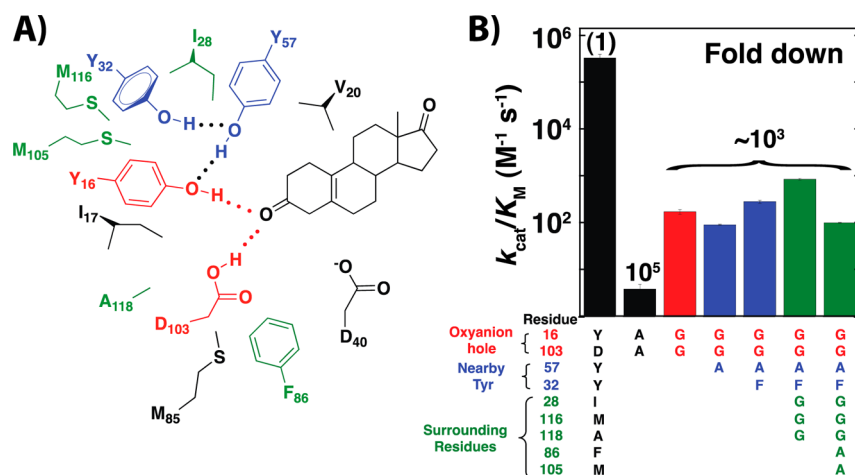 A)
I28
Y32
Y57
M116
S
O
H
O
H
V20
M105
S
Y16
O
H
O
O
I17
H
O
O
-O
O
A118
D103
D40
S
F86
M85
B)
(1)
Fold down
10^6
10^4
10^2
kcat/KM (M-1 s-1)
~10^3
10^5
Residue
Oxyanion hole
16 Y A G G G G G
103 D A G G G G G
Nearby Tyr
57 Y A A A A
32 Y F F F
Surrounding Residues
28 I G G
116 M G G
118 A G G
86 F A
105 M A